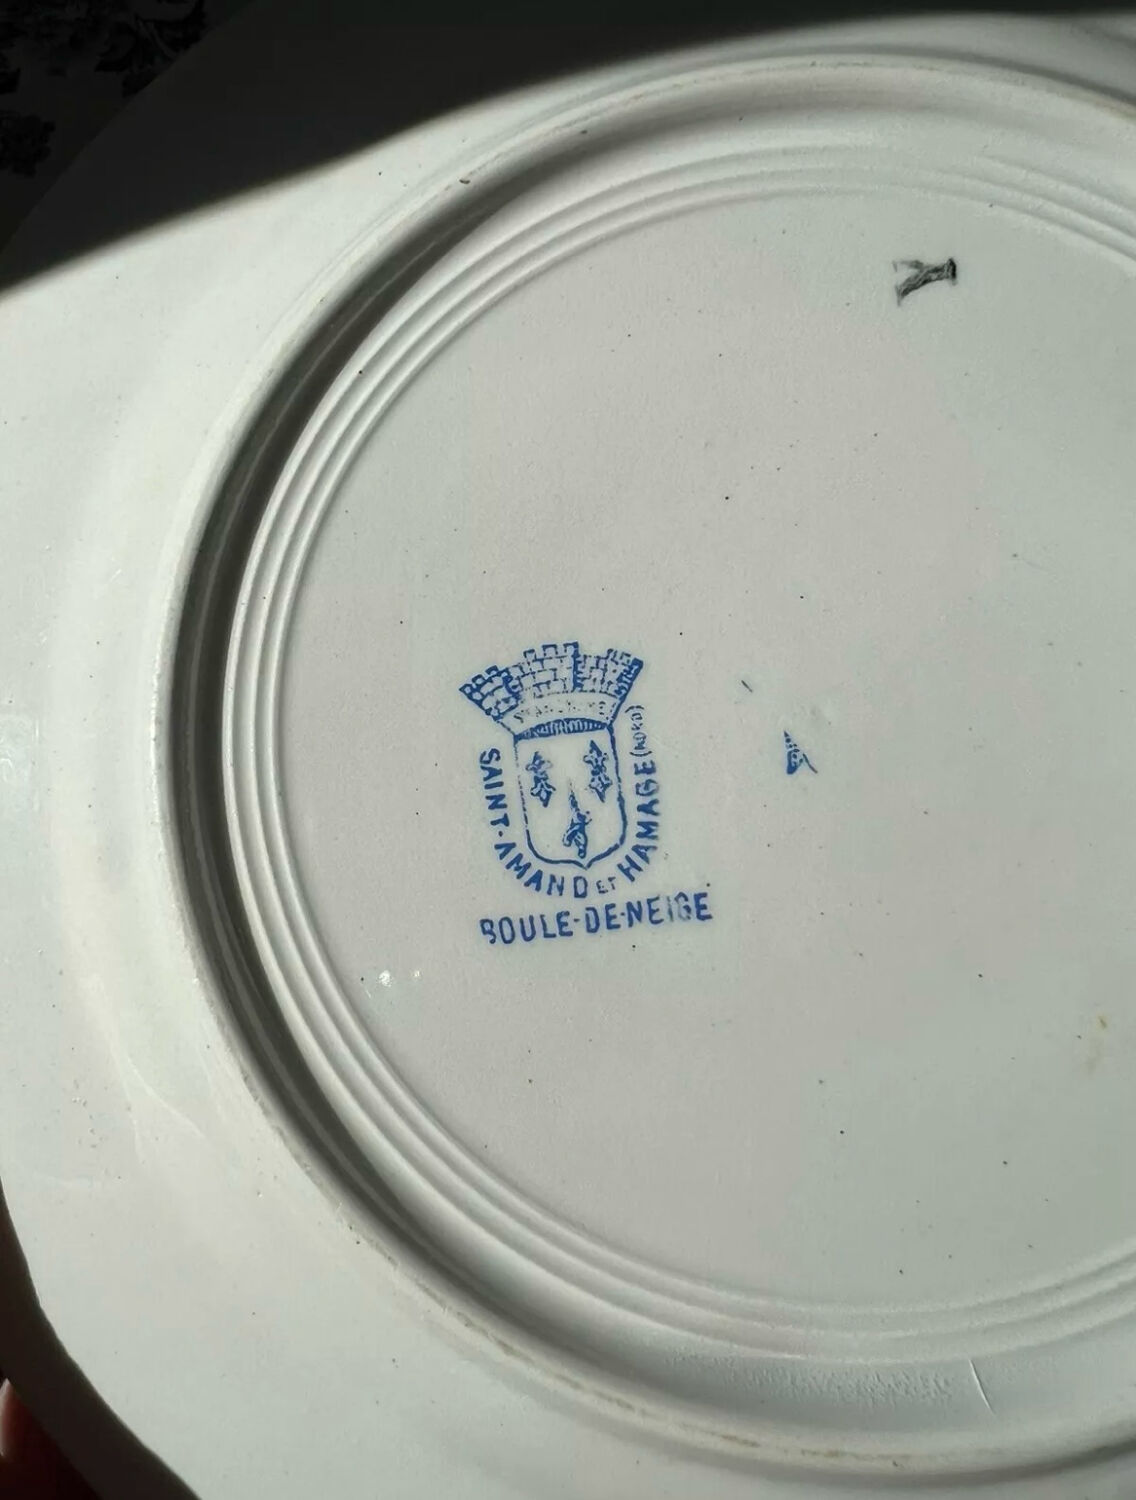 SAINT-AMAND ET HAMAGE (NORD)
BOULE-DE-NEIGE